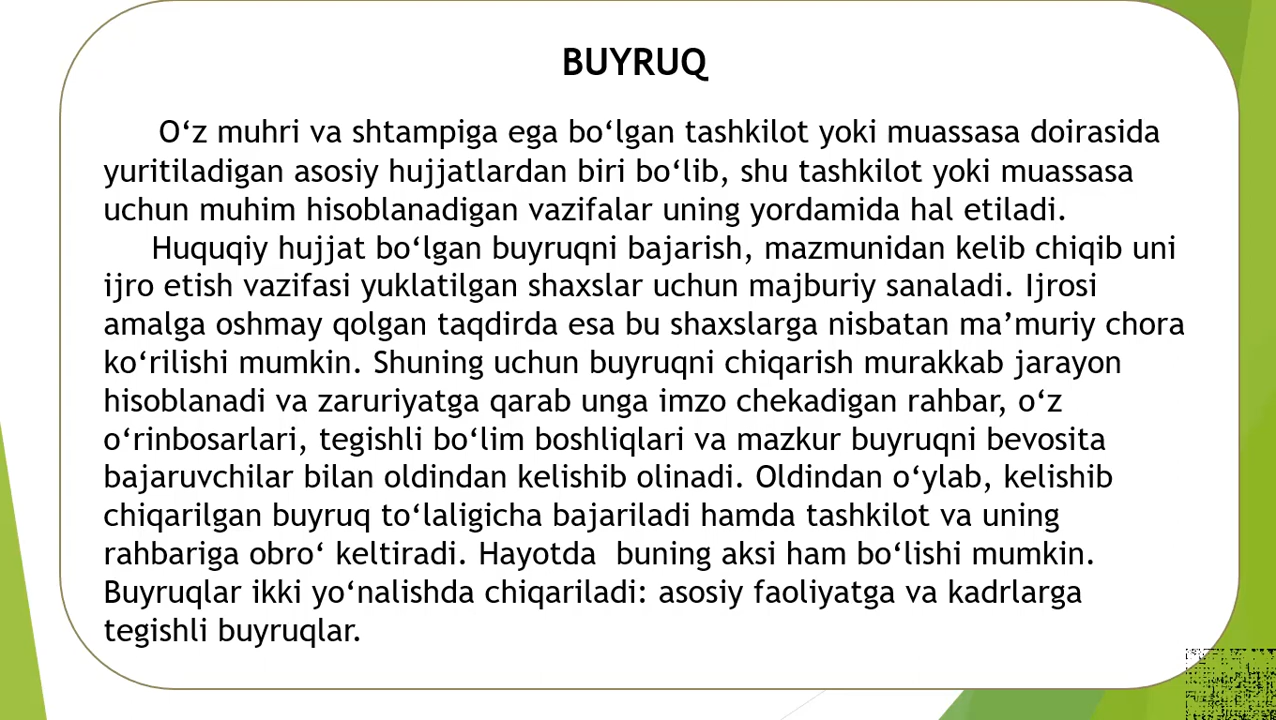 BUYRUQ
O‘z muhri va shtampiga ega bo‘lgan tashkilot yoki muassasa doirasida
yuritiladigan asosiy hujjatlardan biri bo‘lib, shu tashkilot yoki muassasa
uchun muhim hisoblanadigan vazifalar uning yordamida hal etiladi.
Huquqiy hujjat bo‘lgan buyruqni bajarish, mazmunidan kelib chiqib uni
ijro etish vazifasi yuklatilgan shaxslar uchun majburiy sanaladi. Ijrosi
amalga oshmay qolgan taqdirda esa bu shaxslarga nisbatan ma’muriy chora
ko‘rilishi mumkin. Shuning uchun buyruqni chiqarish murakkab jarayon
hisoblanadi va zaruriyatga qarab unga imzo chekadigan rahbar, o‘z
o‘rinbosarlari, tegishli bo‘lim boshliqlari va mazkur buyruqni bevosita
bajaruvchilar bilan oldindan kelishib olinadi. Oldindan o‘ylab, kelishib
chiqarilgan buyruq to‘laligicha bajariladi hamda tashkilot va uning
rahbariga obro‘ keltiradi. Hayotda  buning aksi ham bo‘lishi mumkin.
Buyruqlar ikki yo‘nalishda chiqariladi: asosiy faoliyatga va kadrlarga
tegishli buyruqlar.